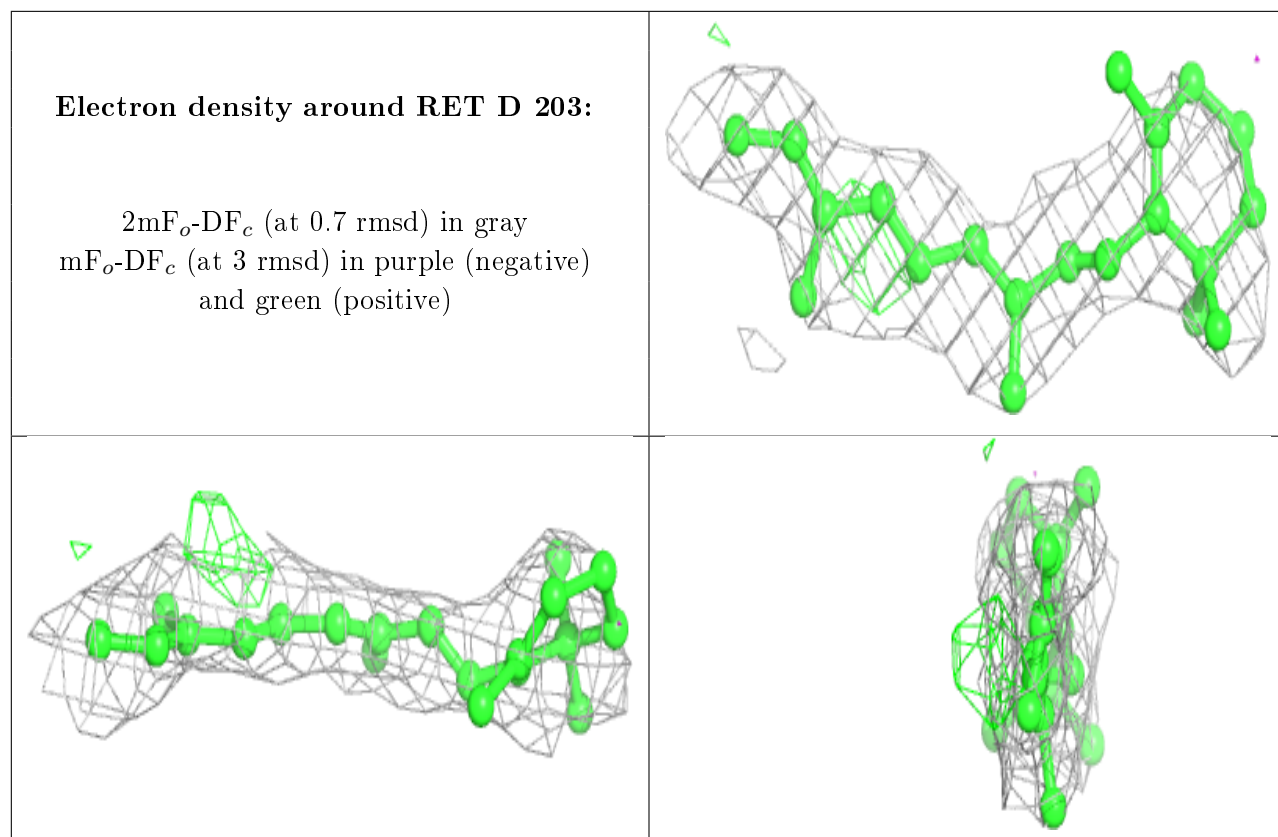 Electron density around RET D 203:
2mFₒ-DF𝒸 (at 0.7 rmsd) in gray
mFₒ-DF𝒸 (at 3 rmsd) in purple (negative)
and green (positive)